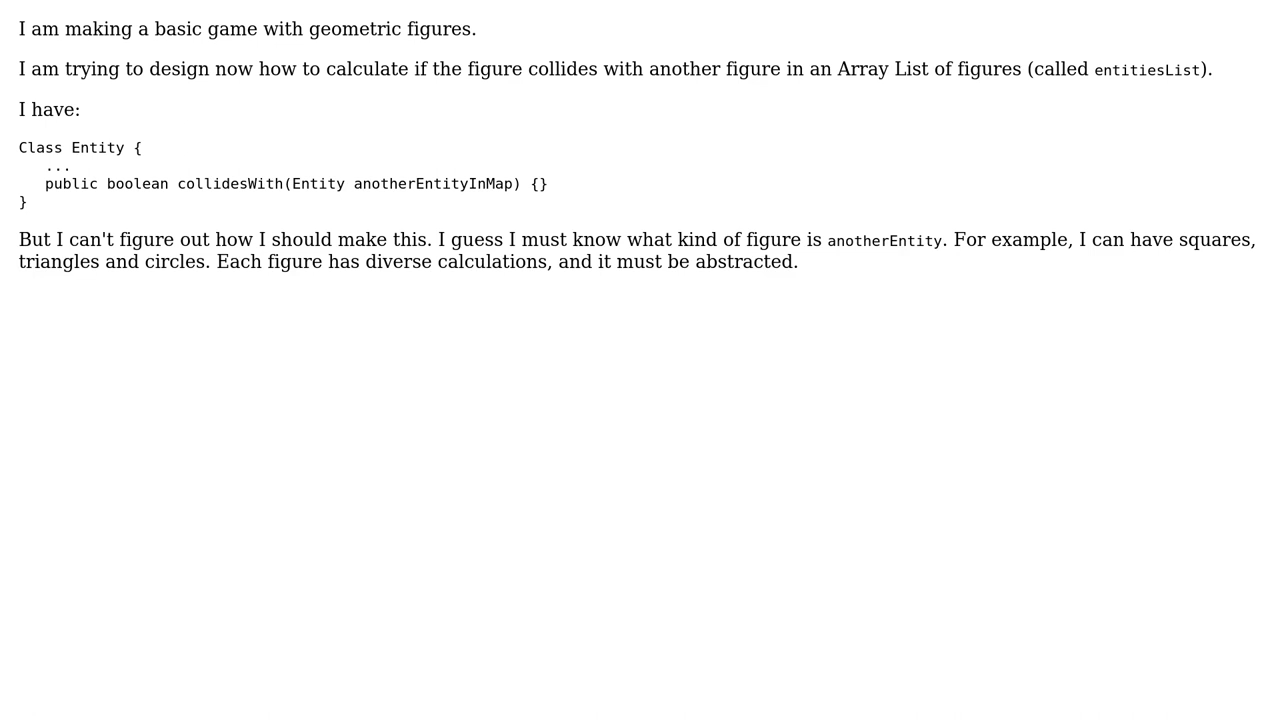 I am making a basic game with geometric figures.
I am trying to design now how to calculate if the figure collides with another figure in an Array List of figures (called entitiesList).
I have:
Class Entity {
   ...
   public boolean collidesWith(Entity anotherEntityInMap) {}
}
But I can't figure out how I should make this. I guess I must know what kind of figure is anotherEntity. For example, I can have squares,
triangles and circles. Each figure has diverse calculations, and it must be abstracted.